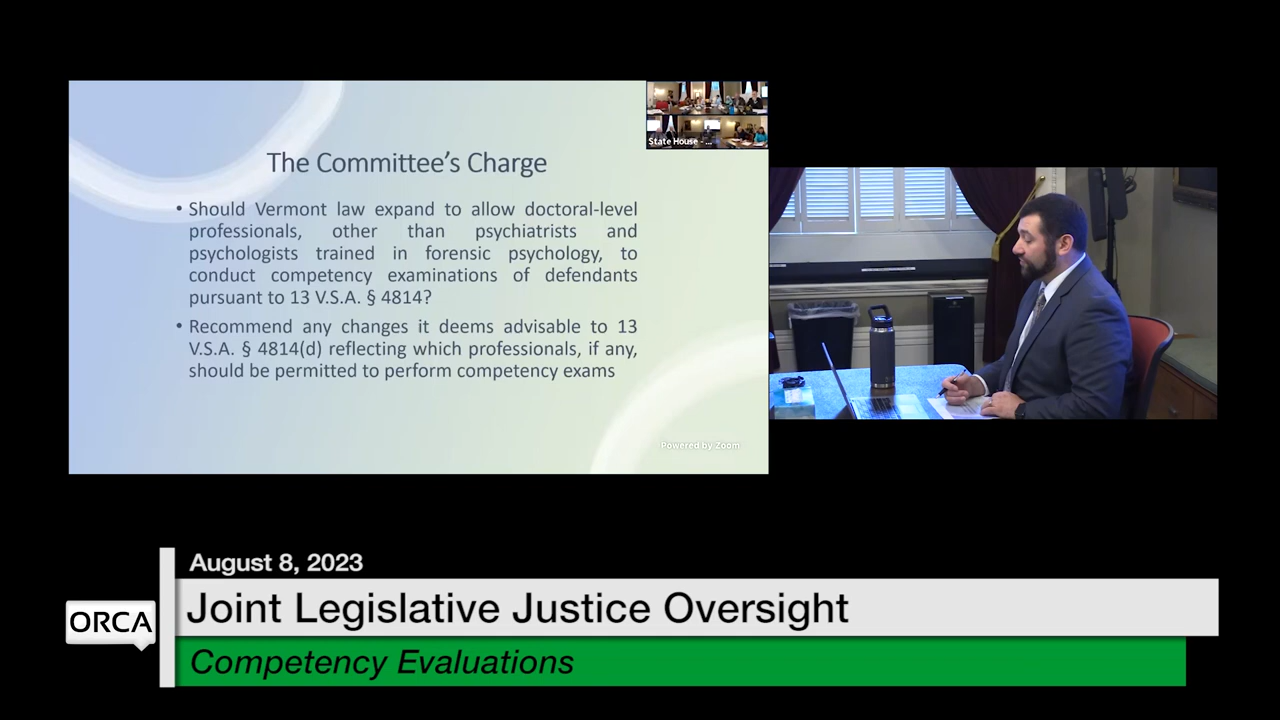 State House - ...
The Committee's Charge
• Should Vermont law expand to allow doctoral-level
professionals, other than psychiatrists and
psychologists trained in forensic psychology, to
conduct competency examinations of defendants
pursuant to 13 V.S.A. § 4814?
• Recommend any changes it deems advisable to 13
V.S.A. § 4814(d) reflecting which professionals, if any,
should be permitted to perform competency exams
Powered by Zoom
August 8, 2023
ORCA
Joint Legislative Justice Oversight
Competency Evaluations